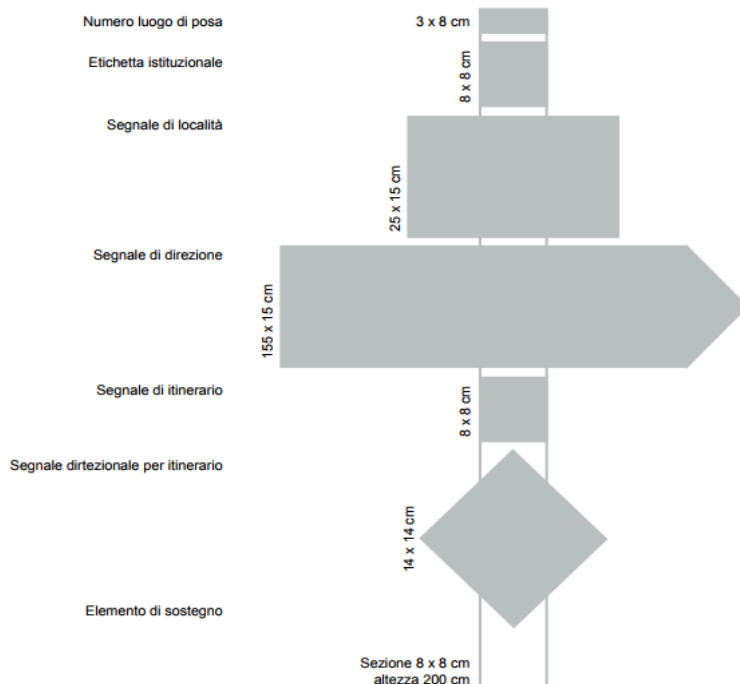 Numero luogo di posa
3 x 8 cm
Etichetta istituzionale
8 x 8 cm
Segnale di località
25 x 15 cm
Segnale di direzione
155 x 15 cm
Segnale di itinerario
8 x 8 cm
Segnale dirtezionale per itinerario
14 x 14 cm
Elemento di sostegno
Sezione 8 x 8 cm
altezza 200 cm